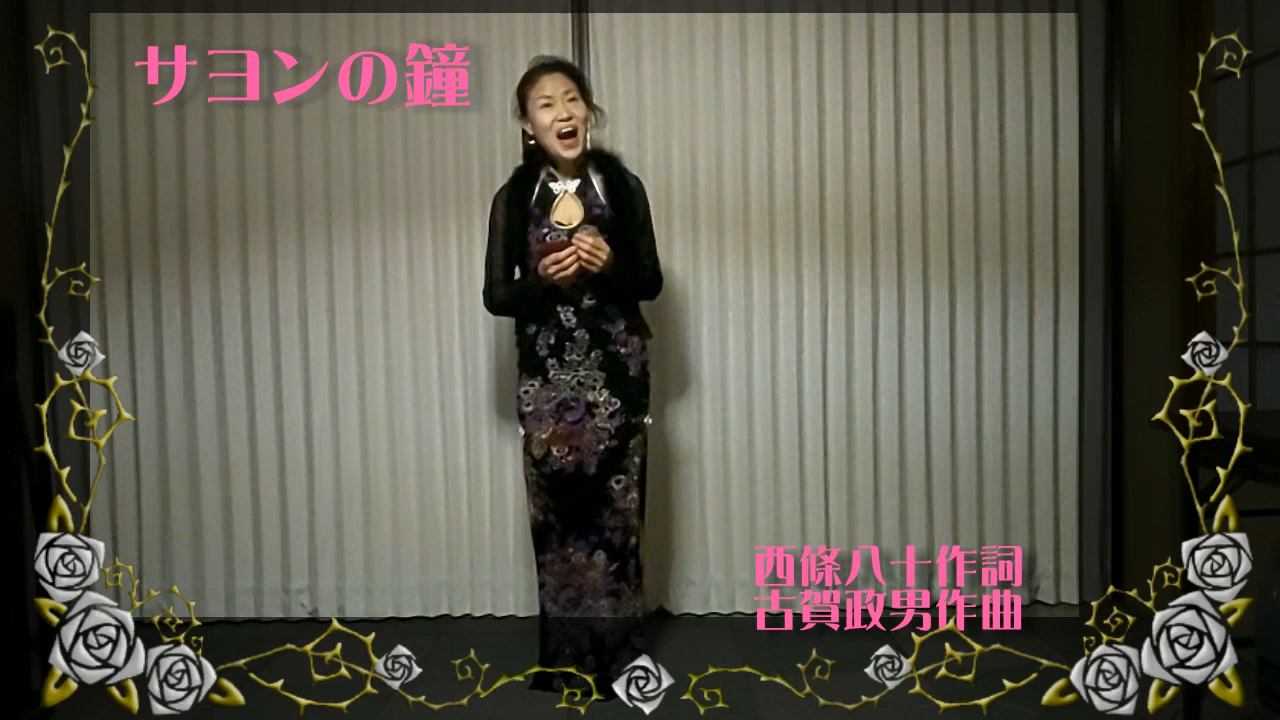 サヨンの鐘
西條八十作詞
古賀政男作曲